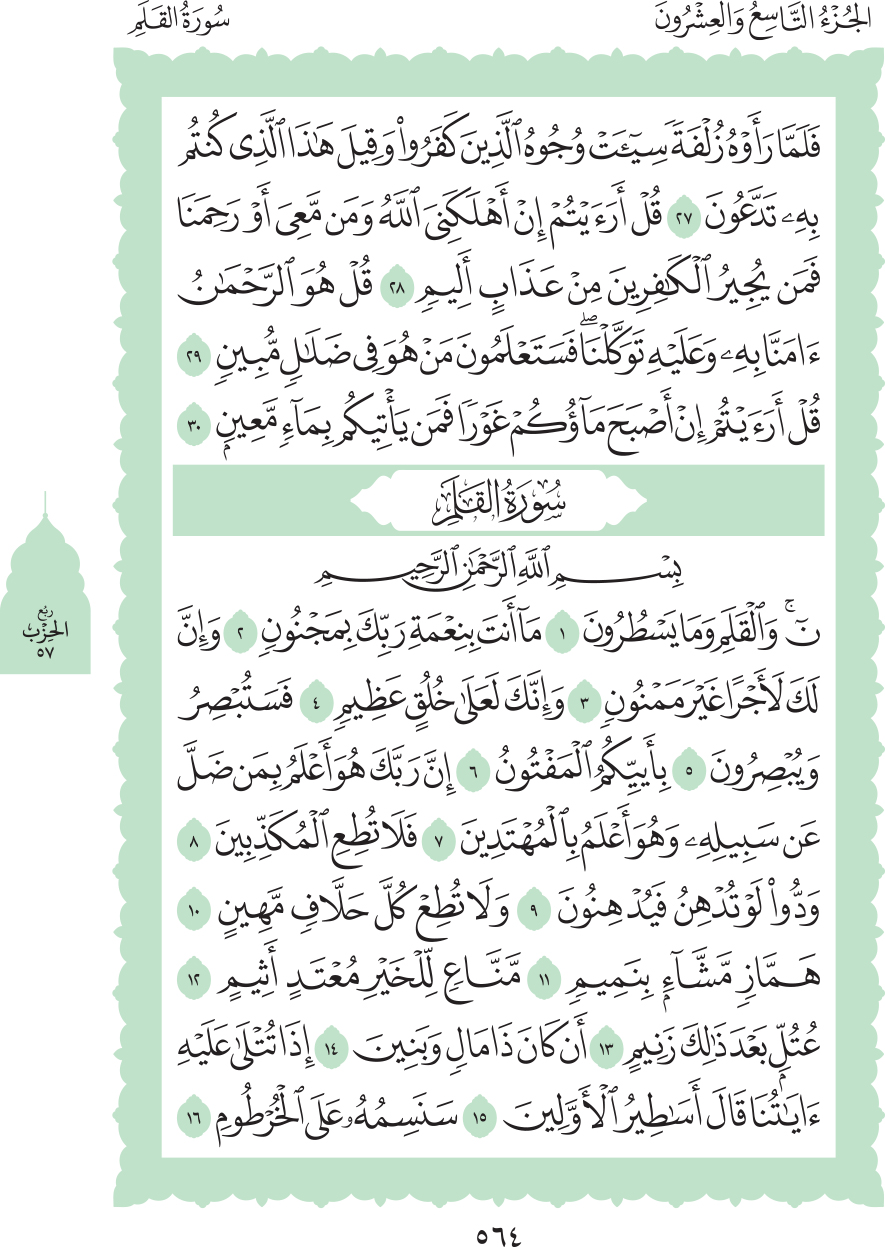 الجُزْءُ التَّاسِعُ وَالعِشْرُونَ
سُورَةُ القَلَمِ
فَلَمَّا رَأَوۡهُ زُلۡفَةٗ سِيٓـَٔتۡ وُجُوهُ ٱلَّذِينَ كَفَرُواْ وَقِيلَ هَٰذَا ٱلَّذِي كُنتُم
بِهِۦ تَدَّعُونَ ٢٧ قُلۡ أَرَءَيۡتُمۡ إِنۡ أَهۡلَكَنِيَ ٱللَّهُ وَمَن مَّعِيَ أَوۡ رَحِمَنَا
فَمَن يُجِيرُ ٱلۡكَٰفِرِينَ مِنۡ عَذَابٍ أَلِيمٖ ٢٨ قُلۡ هُوَ ٱلرَّحۡمَٰنُ
ءَامَنَّا بِهِۦ وَعَلَيۡهِ تَوَكَّلۡنَاۖ فَسَتَعۡلَمُونَ مَنۡ هُوَ فِي ضَلَٰلٖ مُّبِينٖ ٢٩
قُلۡ أَرَءَيۡتُمۡ إِنۡ أَصۡبَحَ مَآؤُكُمۡ غَوۡرٗا فَمَن يَأۡتِيكُم بِمَآءٖ مَّعِينِۭ ٣٠
سُورَةُ القَلَمِ
بِسۡمِ ٱللَّهِ ٱلرَّحۡمَٰنِ ٱلرَّحِيمِ
نٓۚ وَٱلۡقَلَمِ وَمَا يَسۡطُرُونَ ١ مَآ أَنتَ بِنِعۡمَةِ رَبِّكَ بِمَجۡنُونٖ ٢ وَإِنَّ
لَكَ لَأَجۡرًا غَيۡرَ مَمۡنُونٖ ٣ وَإِنَّكَ لَعَلَىٰ خُلُقٍ عَظِيمٖ ٤ فَسَتُبۡصِرُ
وَيُبۡصِرُونَ ٥ بِأَييِّكُمُ ٱلۡمَفۡتُونُ ٦ إِنَّ رَبَّكَ هُوَ أَعۡلَمُ بِمَن ضَلَّ
عَن سَبِيلِهِۦ وَهُوَ أَعۡلَمُ بِٱلۡمُهۡتَدِينَ ٧ فَلَا تُطِعِ ٱلۡمُكَذِّبِينَ ٨
وَدُّواْ لَوۡ تُدۡهِنُ فَيُدۡهِنُونَ ٩ وَلَا تُطِعۡ كُلَّ حَلَّافٖ مَّهِينٍ ١٠
هَمَّازٖ مَّشَّآءِۭ بِنَمِيمٖ ١١ مَّنَّاعٖ لِّلۡخَيۡرِ مُعۡتَدٍ أَثِيمٍ ١٢
عُتُلِّۭ بَعۡدَ ذَٰلِكَ زَنِيمٍ ١٣ أَن كَانَ ذَا مَالٖ وَبَنِينَ ١٤ إِذَا تُتۡلَىٰ عَلَيۡهِ
ءَايَٰتُنَا قَالَ أَسَٰطِيرُ ٱلۡأَوَّلِينَ ١٥ سَنَسِمُهُۥ عَلَى ٱلۡخُرۡطُومِ ١٦
رُبْع
الحِزْب
٥٧
٥٦٤